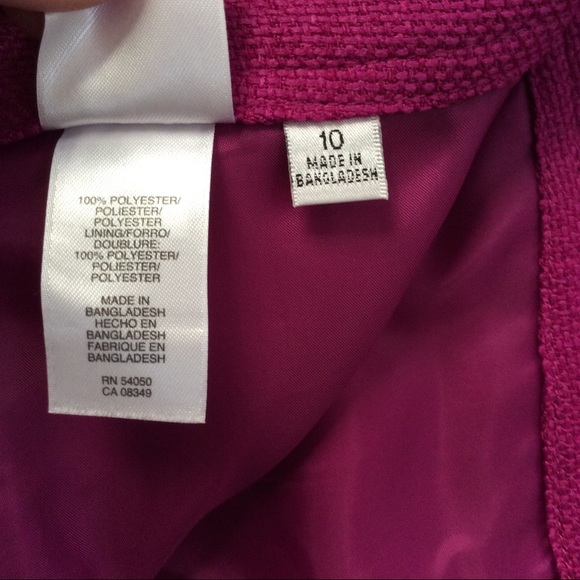 100% POLYESTER/
POLIESTER/
POLYESTER
LINING/FORRO/
DOUBLURE:
100% POLYESTER/
POLIESTER/
POLYESTER
MADE IN
BANGLADESH
HECHO EN
BANGLADESH
FABRIQUE EN
BANGLADESH
RN 54050
CA 08349
10
MADE IN
BANGLADESH